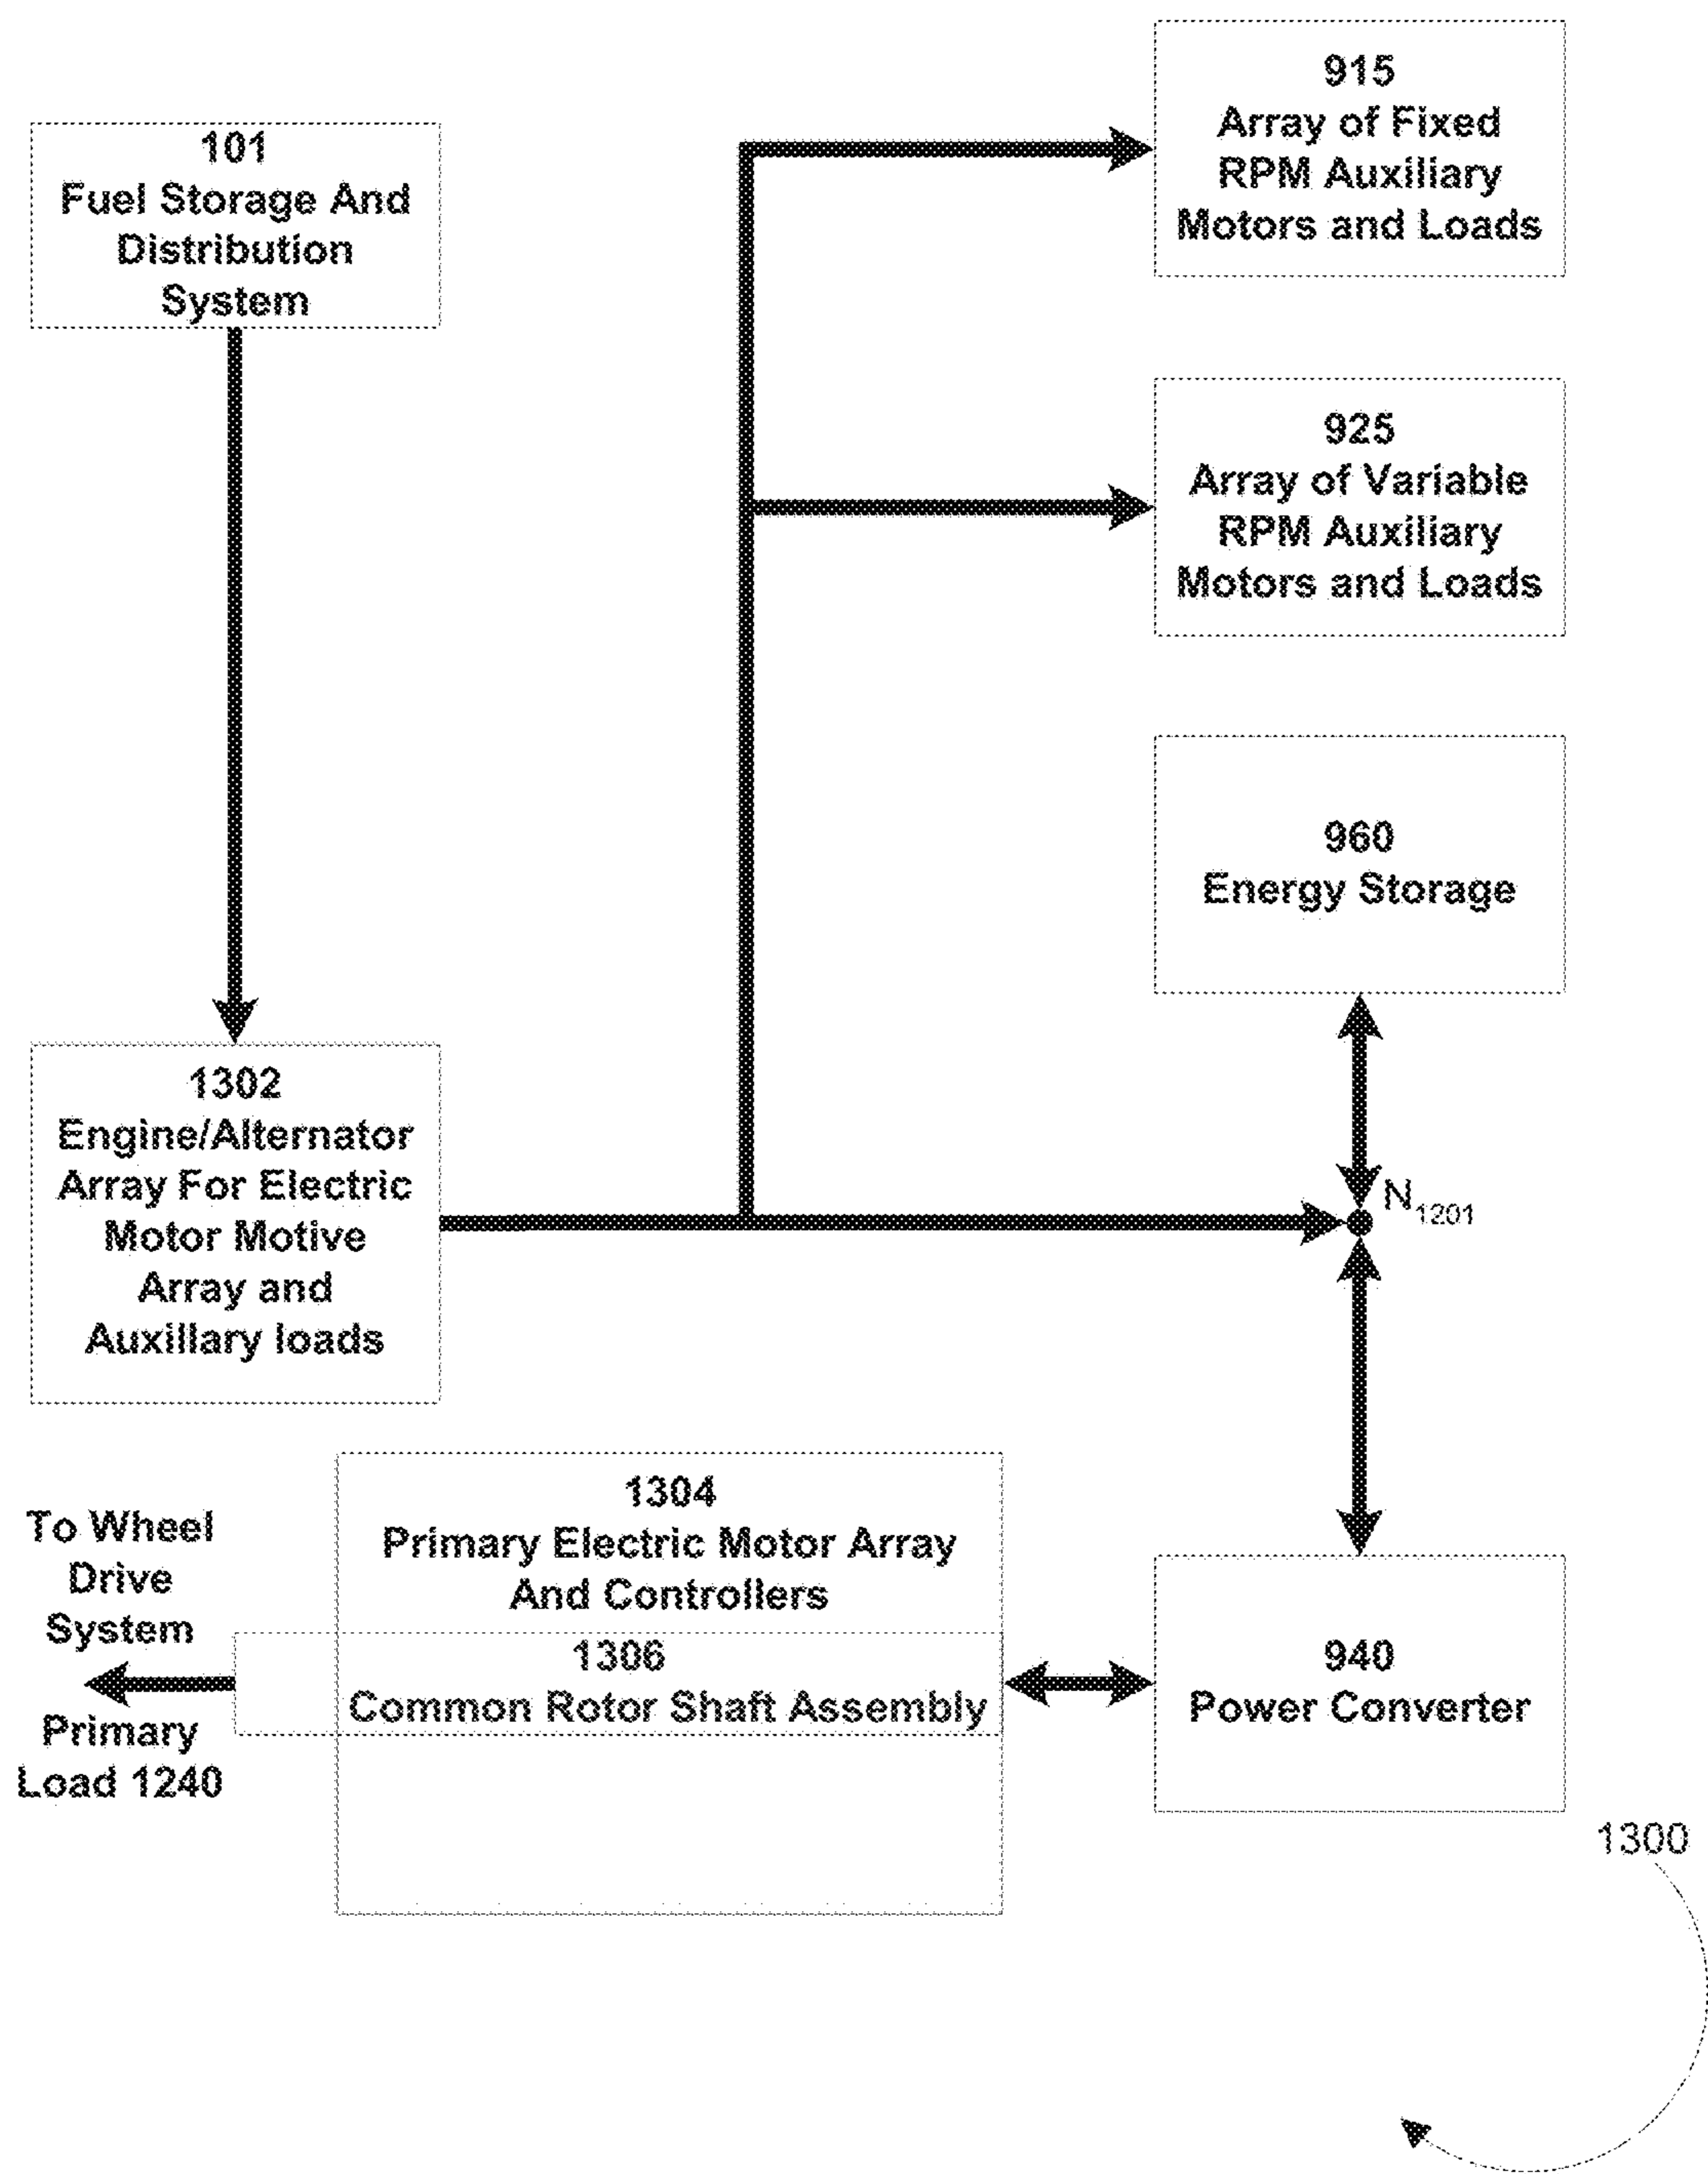 915
Array of Fixed
RPM Auxiliary
Motors and Loads
101
Fuel Storage And
Distribution
System
925
Array of Variable
RPM Auxiliary
Motors and Loads
960
Energy Storage
1302
Engine/Alternator
Array For Electric
Motor Motive
Array and
Auxillary loads
N1201
1304
Primary Electric Motor Array
And Controllers
To Wheel
Drive
System
1306
Common Rotor Shaft Assembly
940
Power Converter
Primary
Load 1240
1300